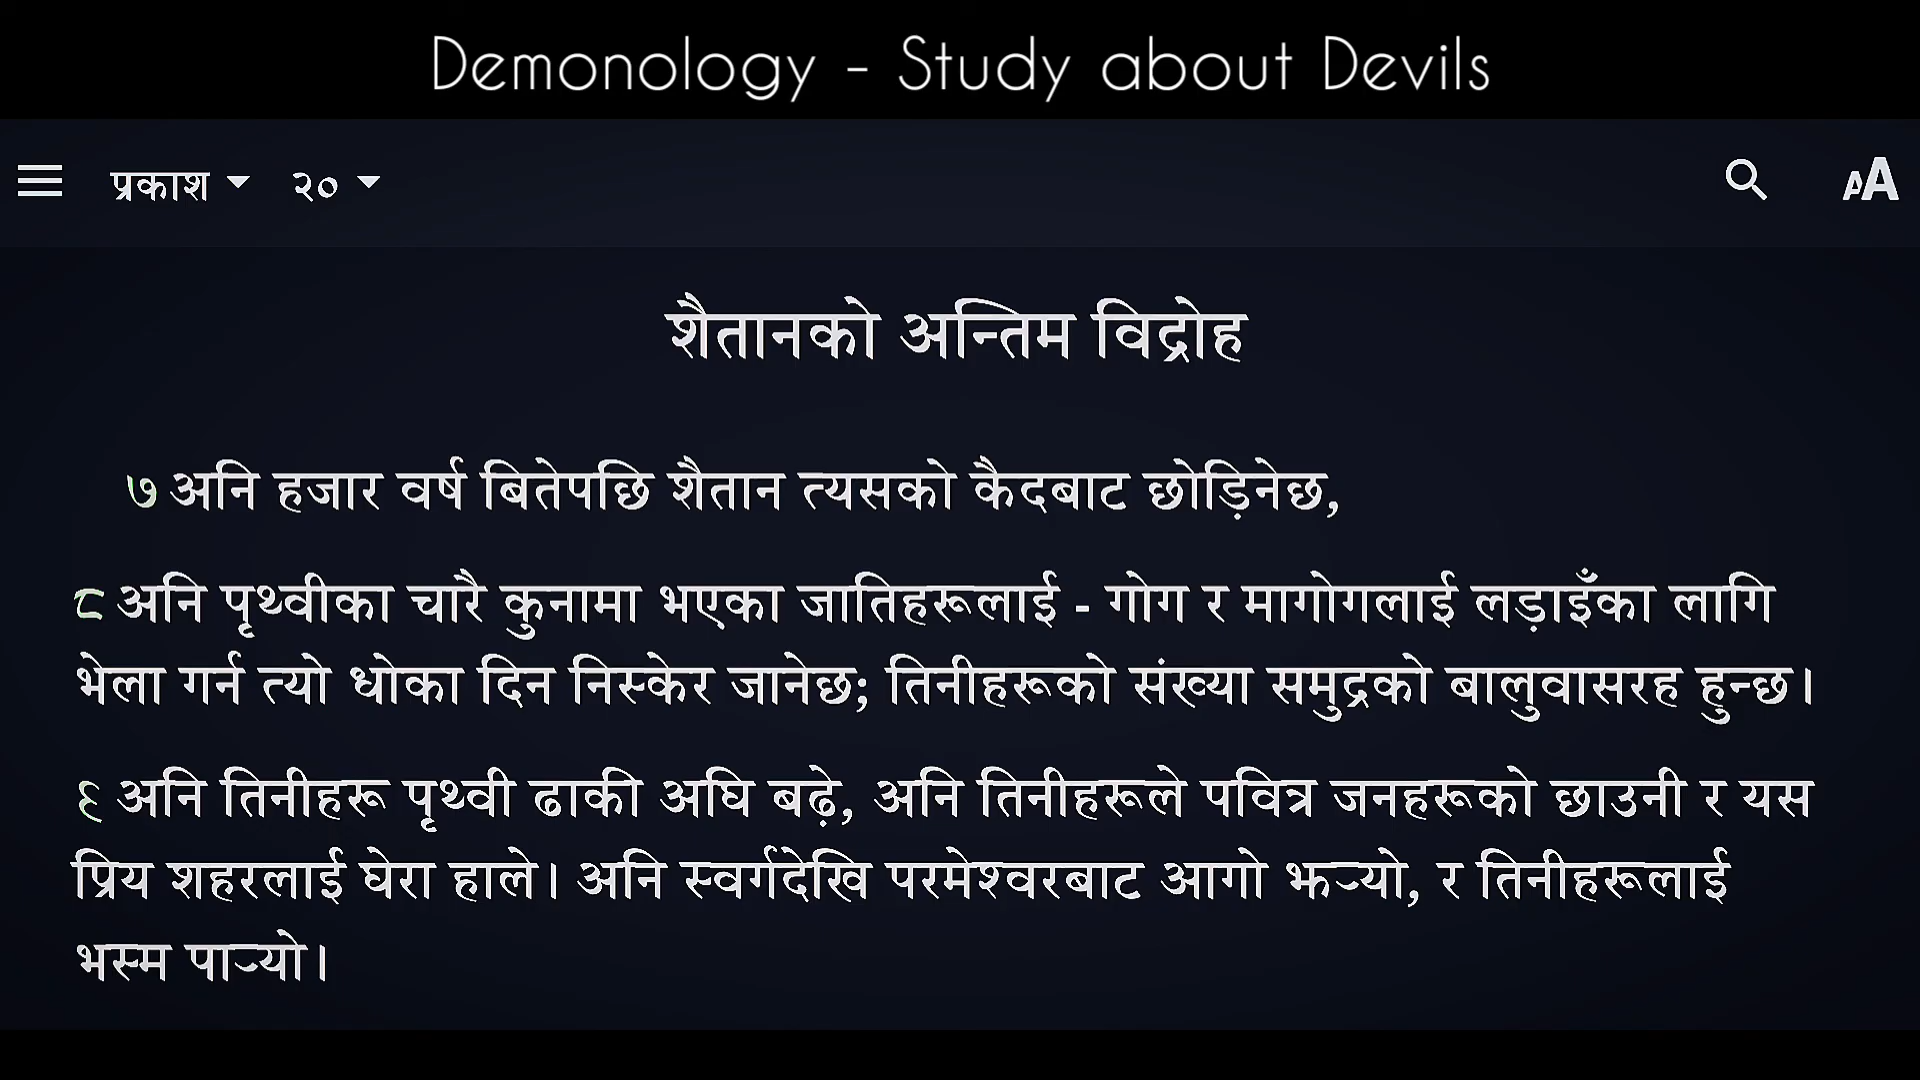 Demonology - Study about Devils
प्रकाश २०
AA
शैतानको अन्तिम विद्रोह
७ अनि हजार वर्ष बितेपछि शैतान त्यसको कैदबाट छोड़िनेछ,
८ अनि पृथ्वीका चारै कुनामा भएका जातिहरूलाई - गोग र मागोगलाई लड़ाइँका लागि
भेला गर्न त्यो धोका दिन निस्केर जानेछ; तिनीहरूको संख्या समुद्रको बालुवासरह हुन्छ।
९ अनि तिनीहरू पृथ्वी ढाकी अघि बढ़े, अनि तिनीहरूले पवित्र जनहरूको छाउनी र यस
प्रिय शहरलाई घेरा हाले। अनि स्वर्गदेखि परमेश्वरबाट आगो झर्‍यो, र तिनीहरूलाई
भस्म पार्‍यो।